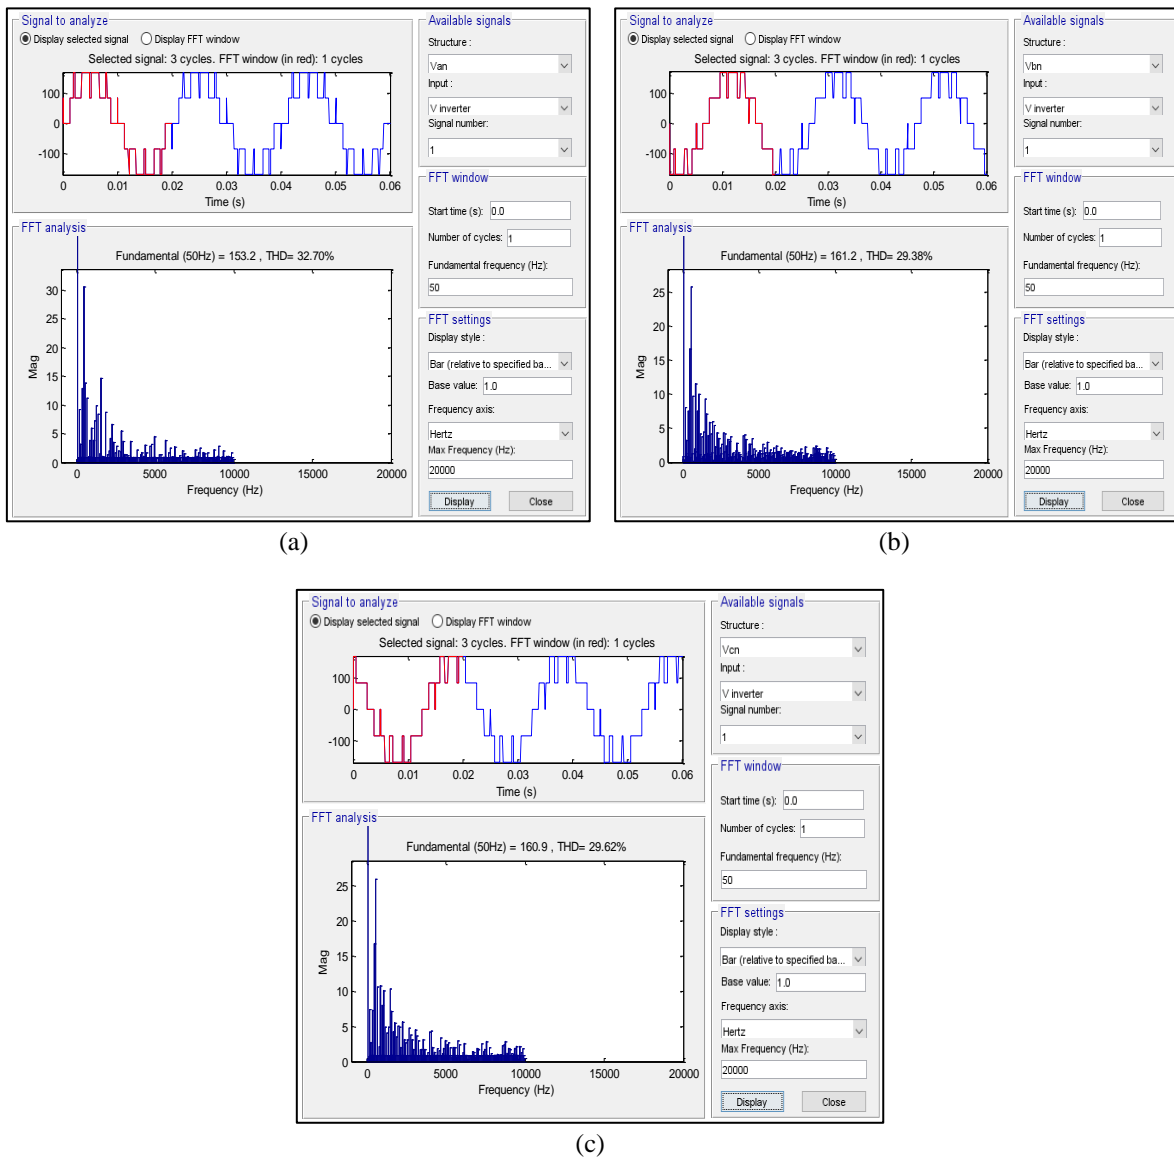 Signal to analyze
Display selected signal Display FFT window
Selected signal: 3 cycles. FFT window (in red): 1 cycles
100
0
-100
0 0.01 0.02 0.03 0.04 0.05 0.06
Time (s)
FFT analysis
Fundamental (50Hz) = 153.2 , THD= 32.70%
30
25
20
15
10
5
0
Mag
0 5000 10000 15000 20000
Frequency (Hz)
Available signals
Structure :
Van
Input :
V inverter
Signal number:
1
FFT window
Start time (s): 0.0
Number of cycles: 1
Fundamental frequency (Hz):
50
FFT settings
Display style :
Bar (relative to specified ba...
Base value: 1.0
Frequency axis:
Hertz
Max Frequency (Hz):
20000
Display Close
(a)
Signal to analyze
Display selected signal Display FFT window
Selected signal: 3 cycles. FFT window (in red): 1 cycles
100
0
-100
0 0.01 0.02 0.03 0.04 0.05 0.06
Time (s)
FFT analysis
Fundamental (50Hz) = 161.2 , THD= 29.38%
25
20
15
10
5
0
Mag
0 5000 10000 15000 20000
Frequency (Hz)
Available signals
Structure :
Vbn
Input :
V inverter
Signal number:
1
FFT window
Start time (s): 0.0
Number of cycles: 1
Fundamental frequency (Hz):
50
FFT settings
Display style :
Bar (relative to specified ba...
Base value: 1.0
Frequency axis:
Hertz
Max Frequency (Hz):
20000
Display Close
(b)
Signal to analyze
Display selected signal Display FFT window
Selected signal: 3 cycles. FFT window (in red): 1 cycles
100
0
-100
0 0.01 0.02 0.03 0.04 0.05 0.06
Time (s)
FFT analysis
Fundamental (50Hz) = 160.9 , THD= 29.62%
25
20
15
10
5
0
Mag
0 5000 10000 15000 20000
Frequency (Hz)
Available signals
Structure :
Vcn
Input :
V inverter
Signal number:
1
FFT window
Start time (s): 0.0
Number of cycles: 1
Fundamental frequency (Hz):
50
FFT settings
Display style :
Bar (relative to specified ba...
Base value: 1.0
Frequency axis:
Hertz
Max Frequency (Hz):
20000
Display Close
(c)